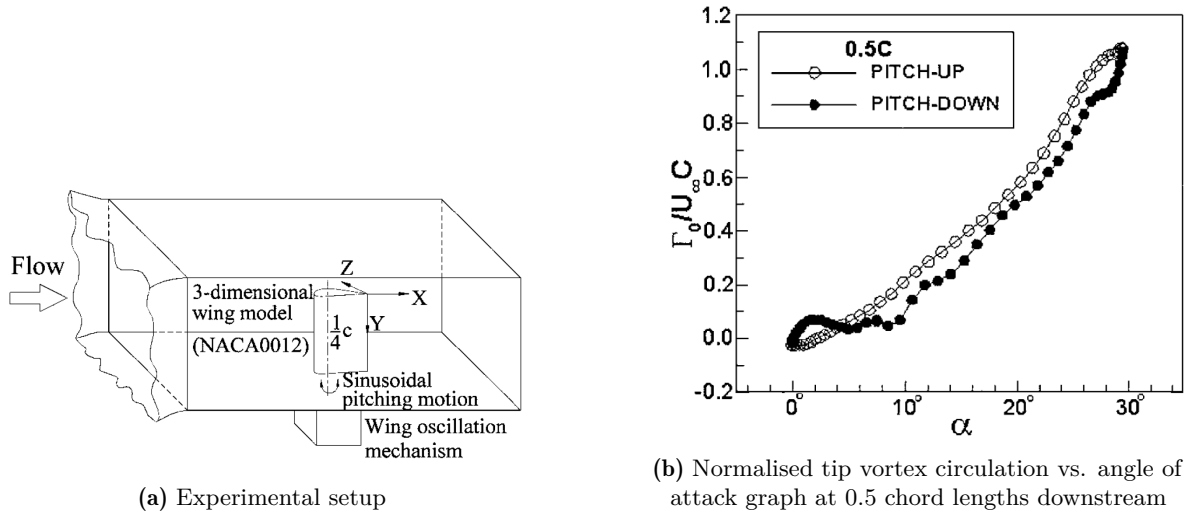 Flow
3-dimensional
wing model
(NACA0012)
Z
X
Y
1
4
c
Sinusoidal
pitching motion
Wing oscillation
mechanism
(a) Experimental setup
1.2
1.0
0.8
0.6
0.4
0.2
0.0
-0.2
Γ₀/U∞C
0.5C
PITCH-UP
PITCH-DOWN
0°
10°
20°
30°
α
(b) Normalised tip vortex circulation vs. angle of
attack graph at 0.5 chord lengths downstream